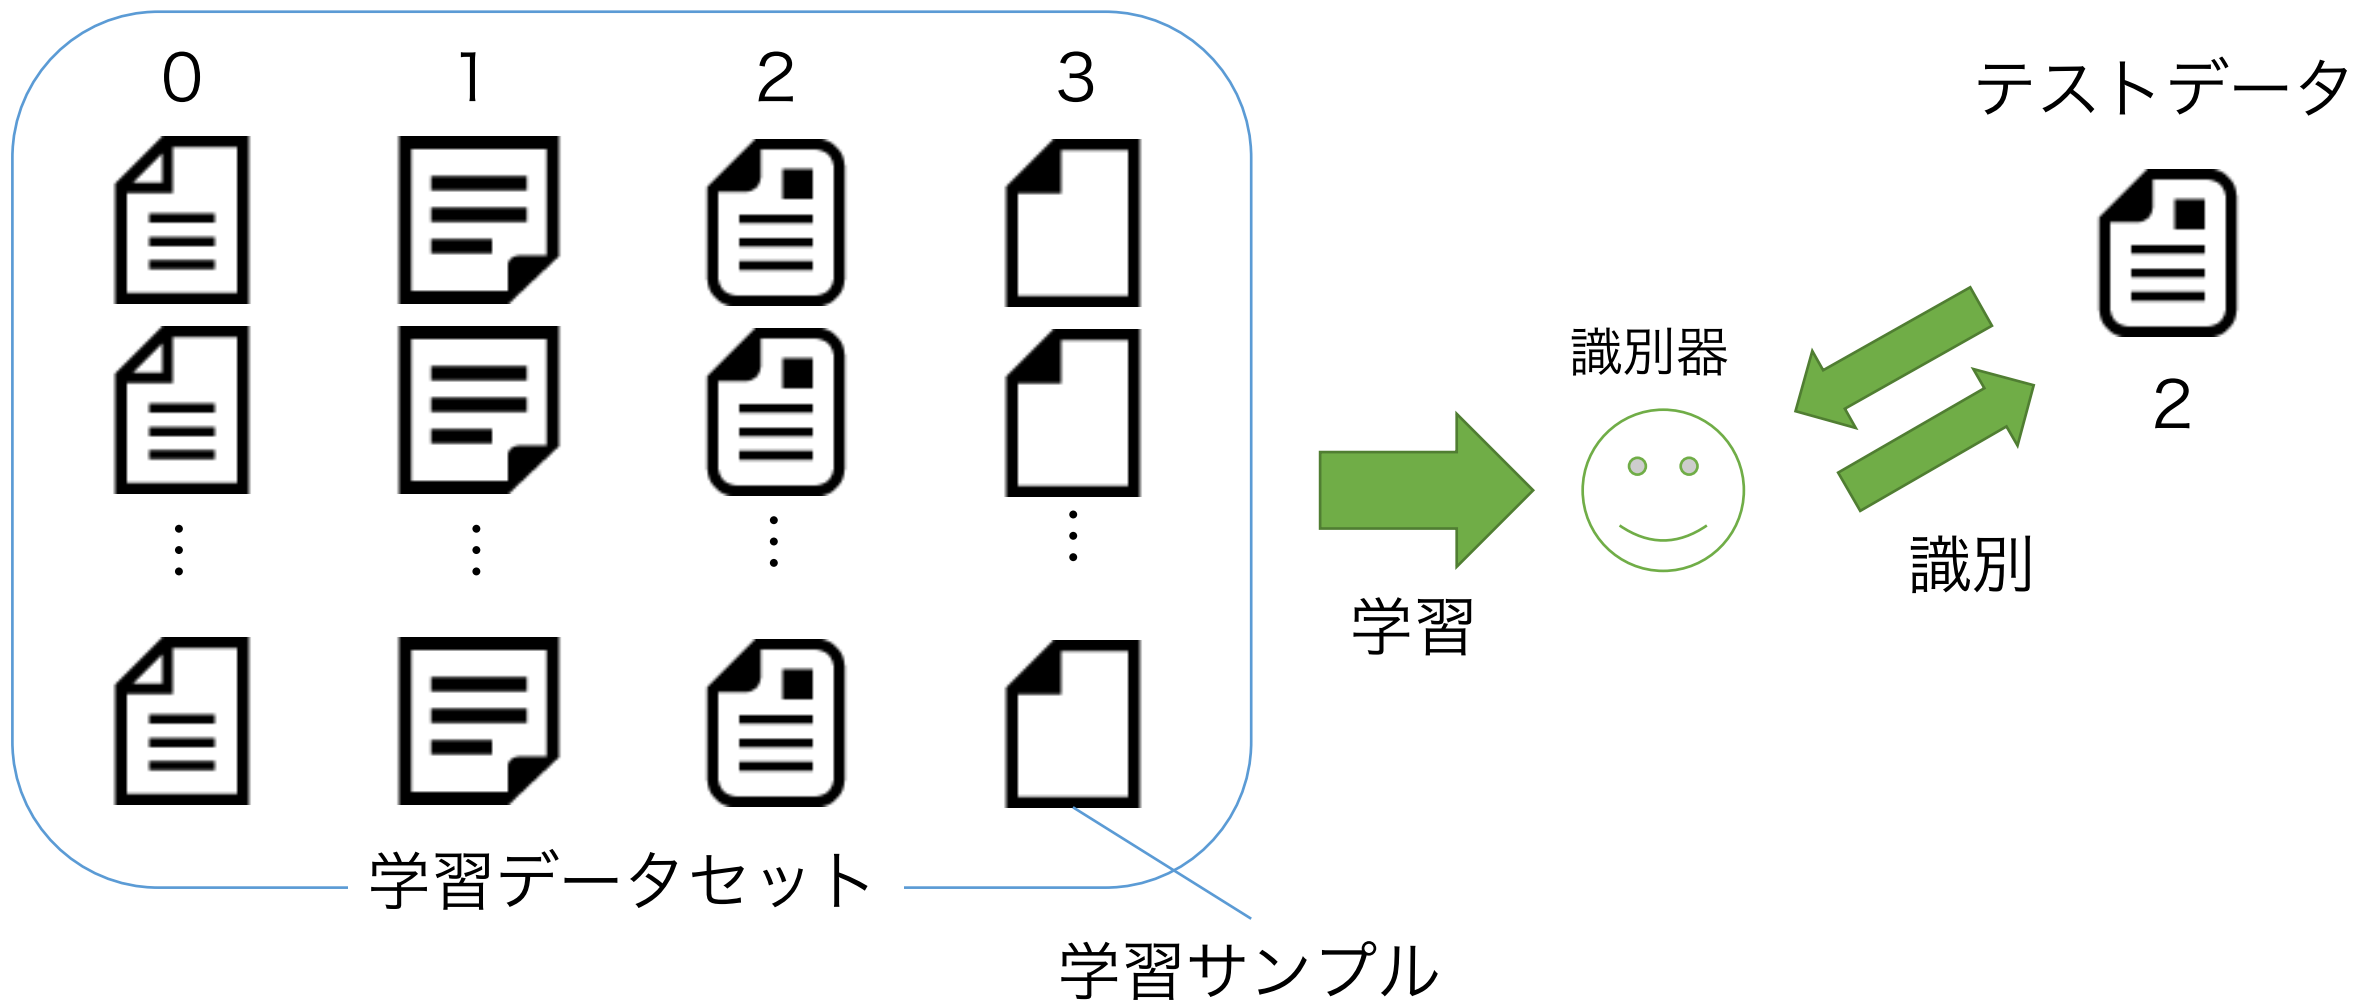 0 1 2 3
テストデータ
2
識別器
識別
学習
学習データセット
学習サンプル